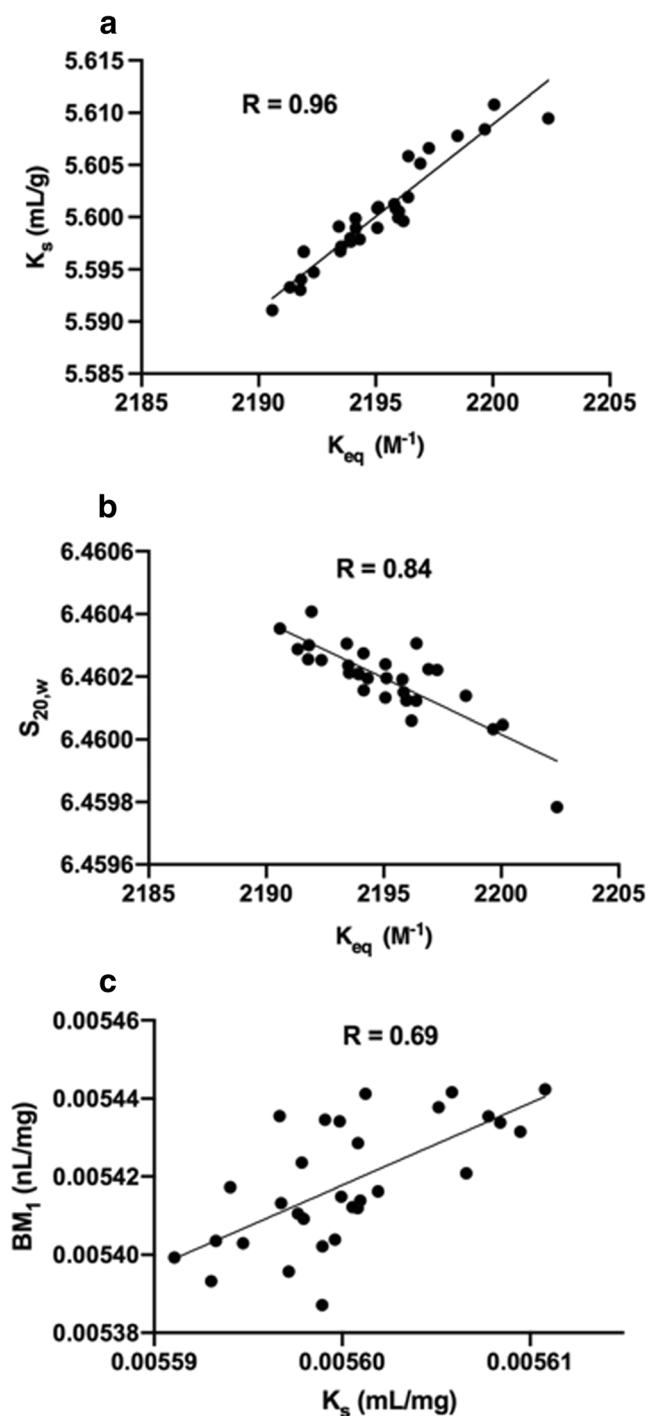 a
R = 0.96
5.615
5.610
5.605
5.600
5.595
5.590
5.585
Ks (mL/g)
2185 2190 2195 2200 2205
Keq (M-1)
b
R = 0.84
6.4606
6.4604
6.4602
6.4600
6.4598
6.4596
S20,w
2185 2190 2195 2200 2205
Keq (M-1)
c
R = 0.69
0.00546
0.00544
0.00542
0.00540
0.00538
BM1 (nL/mg)
0.00559 0.00560 0.00561
Ks (mL/mg)